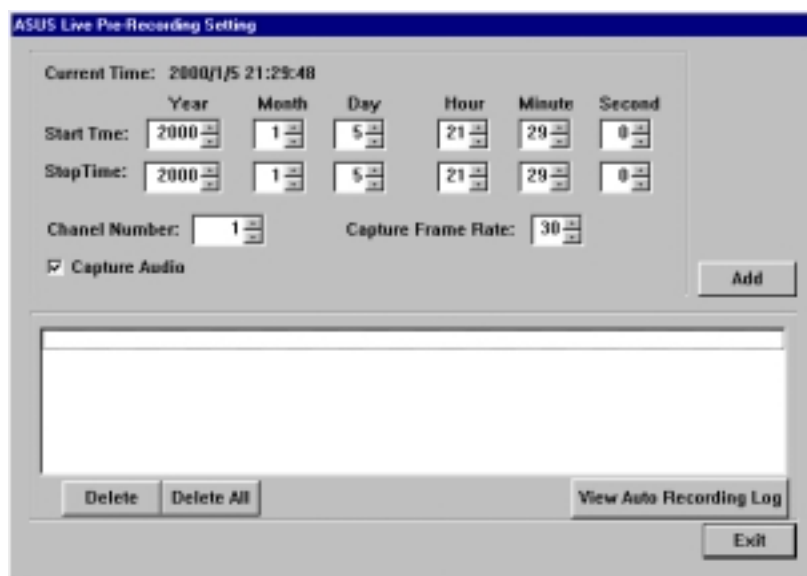 ASUS Live Pre-Recording Setting
Current Time: 2000/1/5 21:29:48
Year Month Day Hour Minute Second
Start Tme: 2000 1 5 21 29 0
StopTime: 2000 1 5 21 29 0
Chanel Number: 1 Capture Frame Rate: 30
Capture Audio
Add
Delete Delete All View Auto Recording Log
Exit